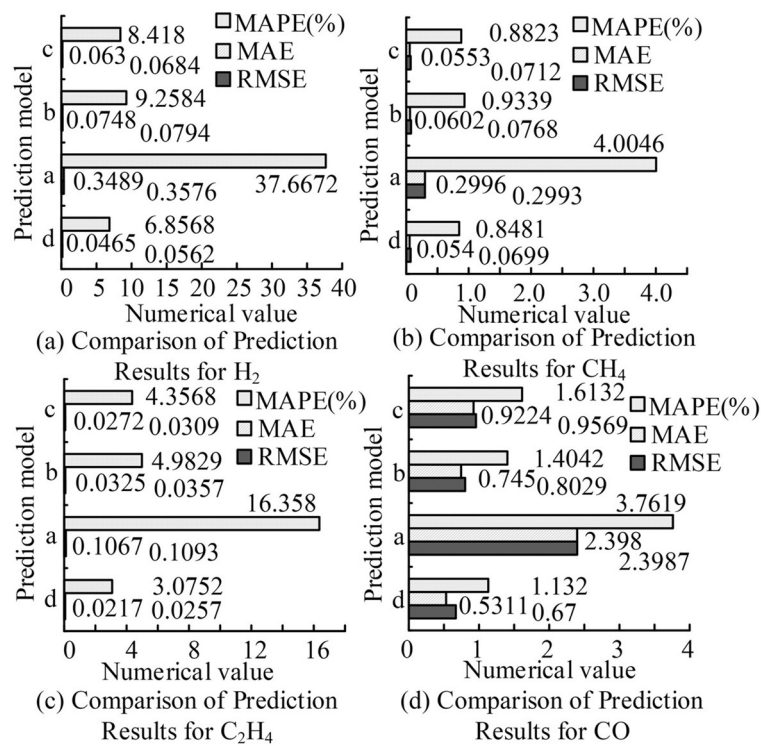 8.418
MAPE(%)
c
0.063 0.0684
MAE
RMSE
9.2584
b
0.0748 0.0794
a
0.3489 0.3576 37.6672
6.8568
d
0.0465 0.0562
Prediction model
0 5 10 15 20 25 30 35 40
Numerical value
(a) Comparison of Prediction
Results for H₂
0.8823
MAPE(%)
c
0.0553 0.0712
MAE
RMSE
0.9339
b
0.0602 0.0768
4.0046
a
0.2996 0.2993
0.8481
d
0.054 0.0699
Prediction model
0 1.0 2.0 3.0 4.0
Numerical value
(b) Comparison of Prediction
Results for CH₄
4.3568
MAPE(%)
c
0.0272 0.0309
MAE
RMSE
4.9829
b
0.0325 0.0357
16.358
a
0.1067 0.1093
3.0752
d
0.0217 0.0257
Prediction model
0 4 8 12 16
Numerical value
(c) Comparison of Prediction
Results for C₂H₄
1.6132
MAPE(%)
c
0.9224 0.9569
MAE
RMSE
1.4042
b
0.745 0.8029
3.7619
a
2.398
2.3987
1.132
d
0.5311 0.67
Prediction model
0 1 2 3 4
Numerical value
(d) Comparison of Prediction
Results for CO